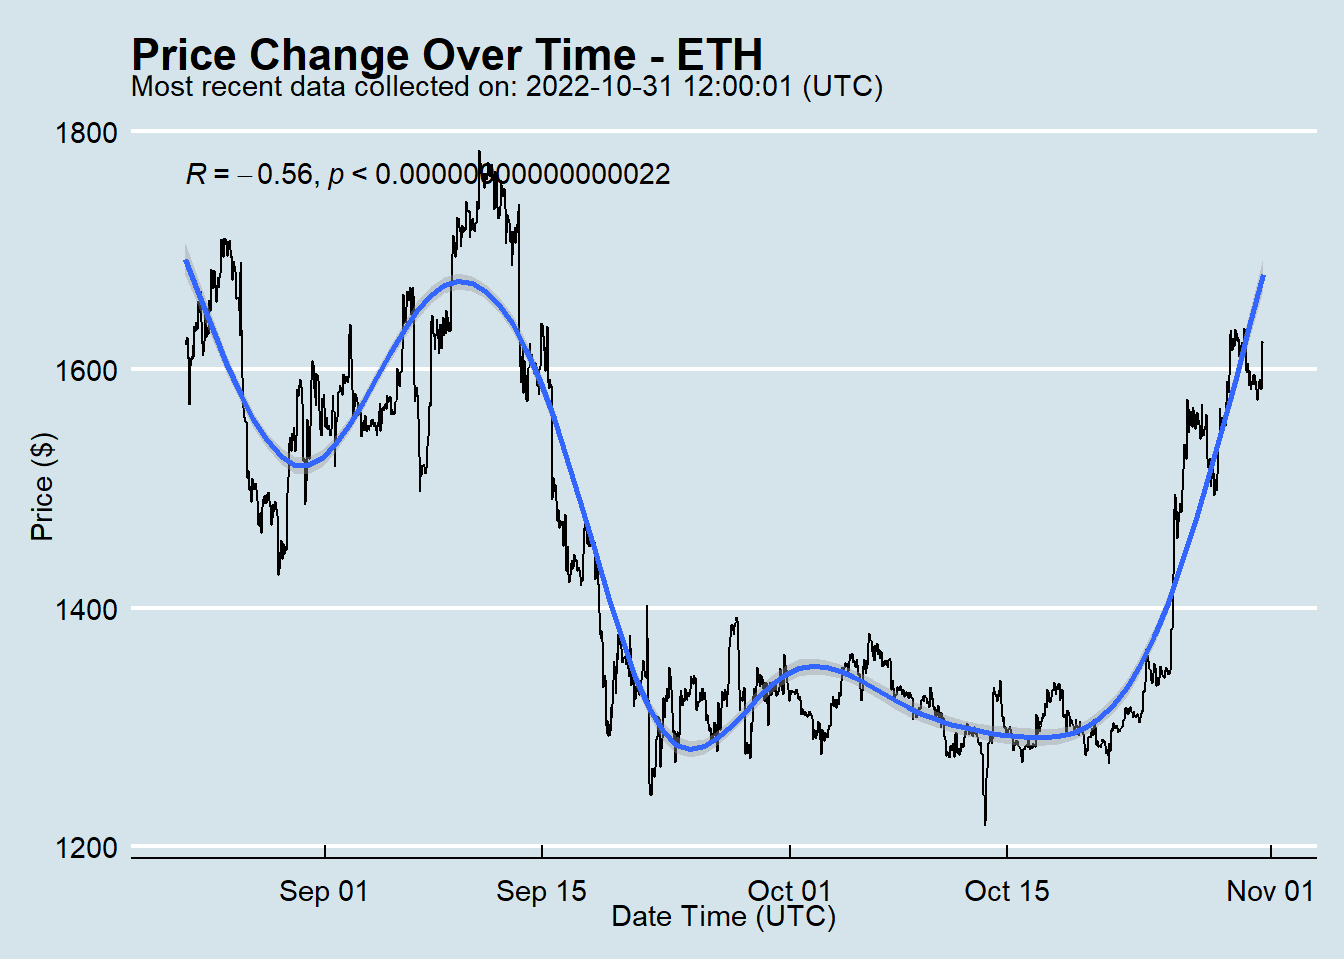 Price Change Over Time - ETH
Most recent data collected on: 2022-10-31 12:00:01 (UTC)
R = −0.56, p < 0.00000000000000022
1800
1600
1400
1200
Price ($)
Sep 01 Sep 15 Oct 01 Oct 15 Nov 01
Date Time (UTC)